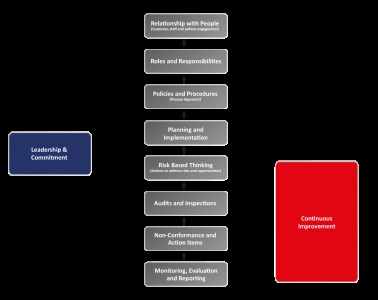 Relationship with People
(Customer, staff and patient engagement)
Roles and Responsibilities
Policies and Procedures
(Process Approach)
Planning and
Implementation
Leadership &
Commitment
Risk Based Thinking
(Actions to address risks and opportunities)
Audits and Inspections
Continuous
Improvement
Non-Conformance and
Action Items
Monitoring, Evaluation
and Reporting